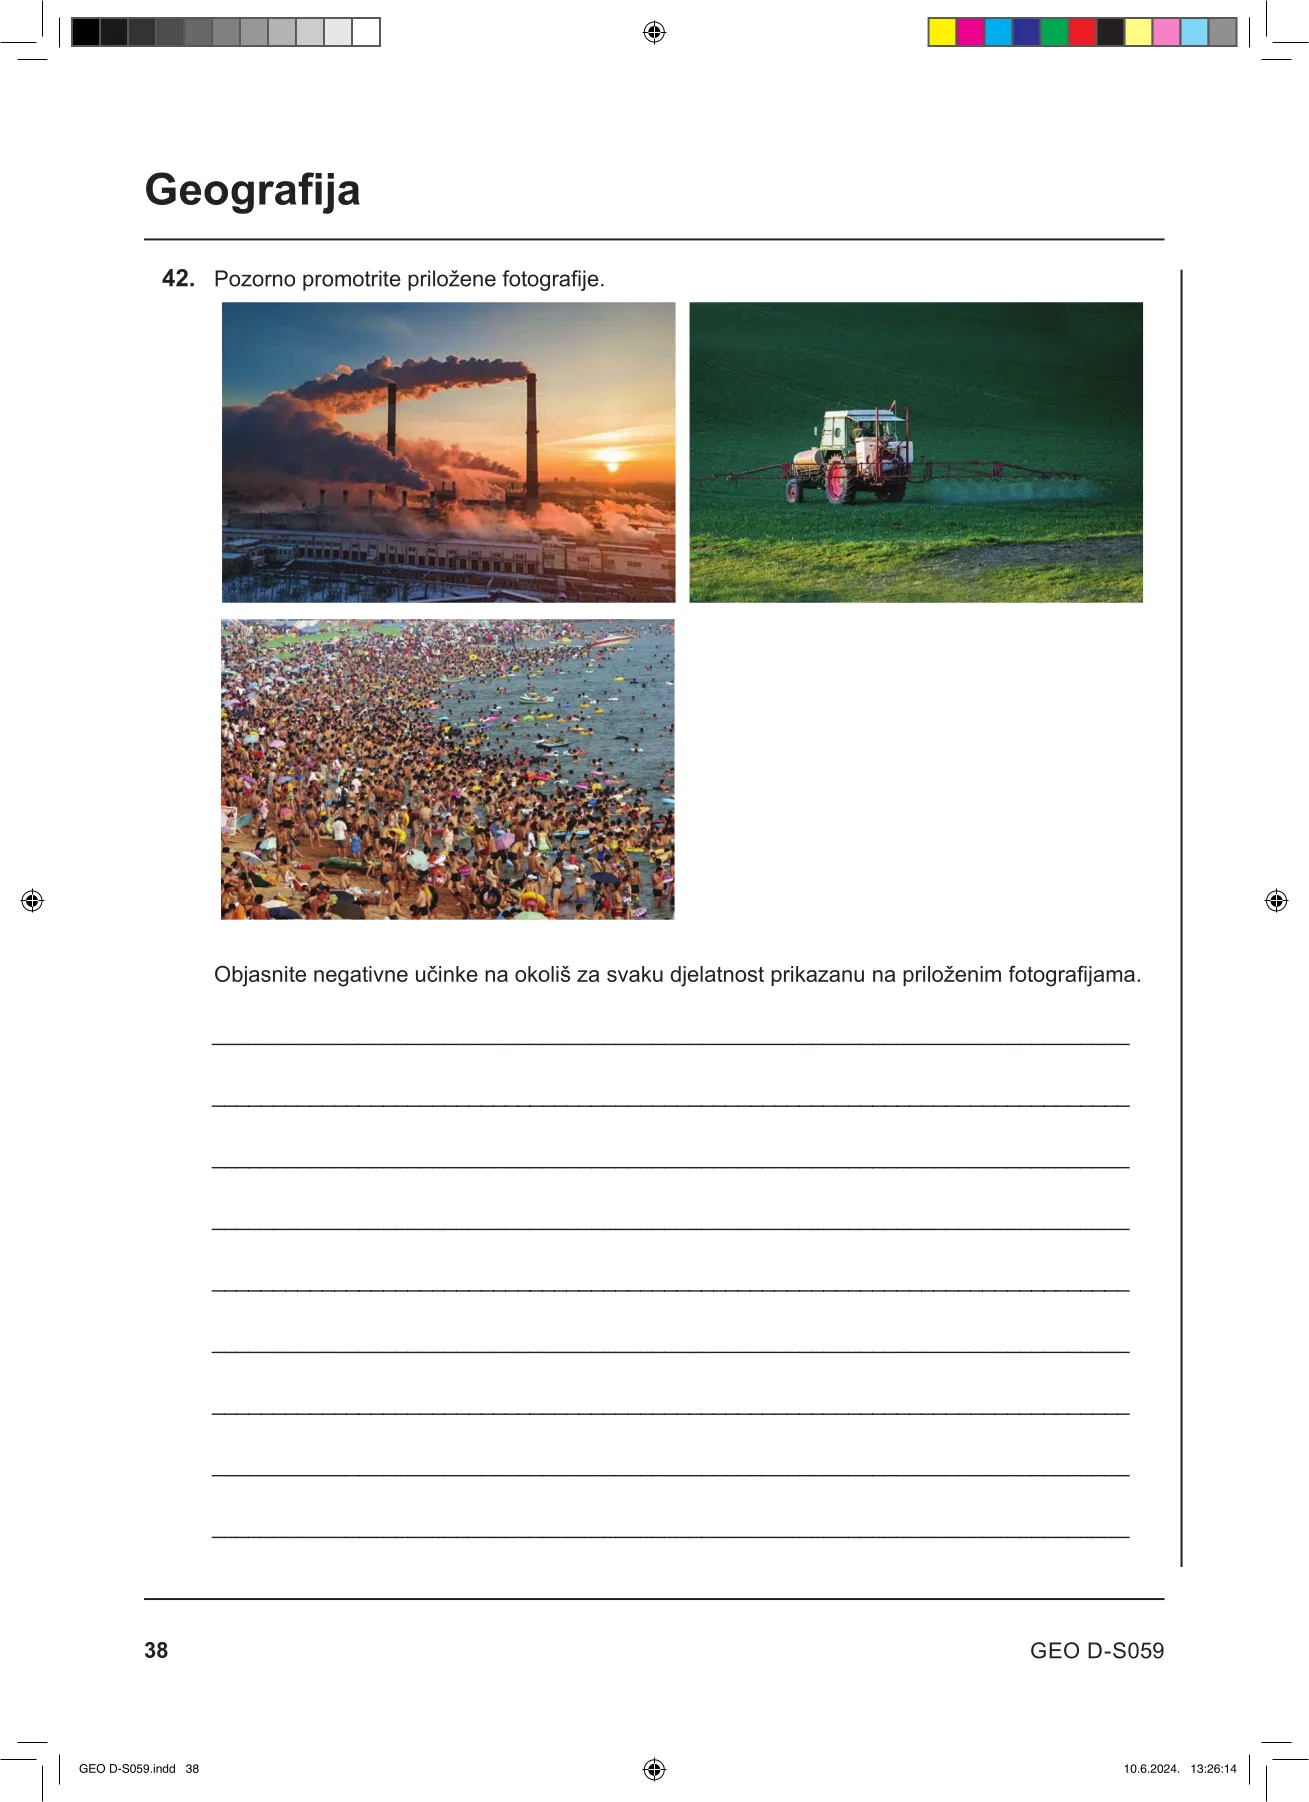 Geografija
42. Pozorno promotrite priložene fotografije.
Objasnite negativne učinke na okoliš za svaku djelatnost prikazanu na priloženim fotografijama.
38
GEO D-S059
GEO D-S059.indd 38
10.6.2024. 13:26:14